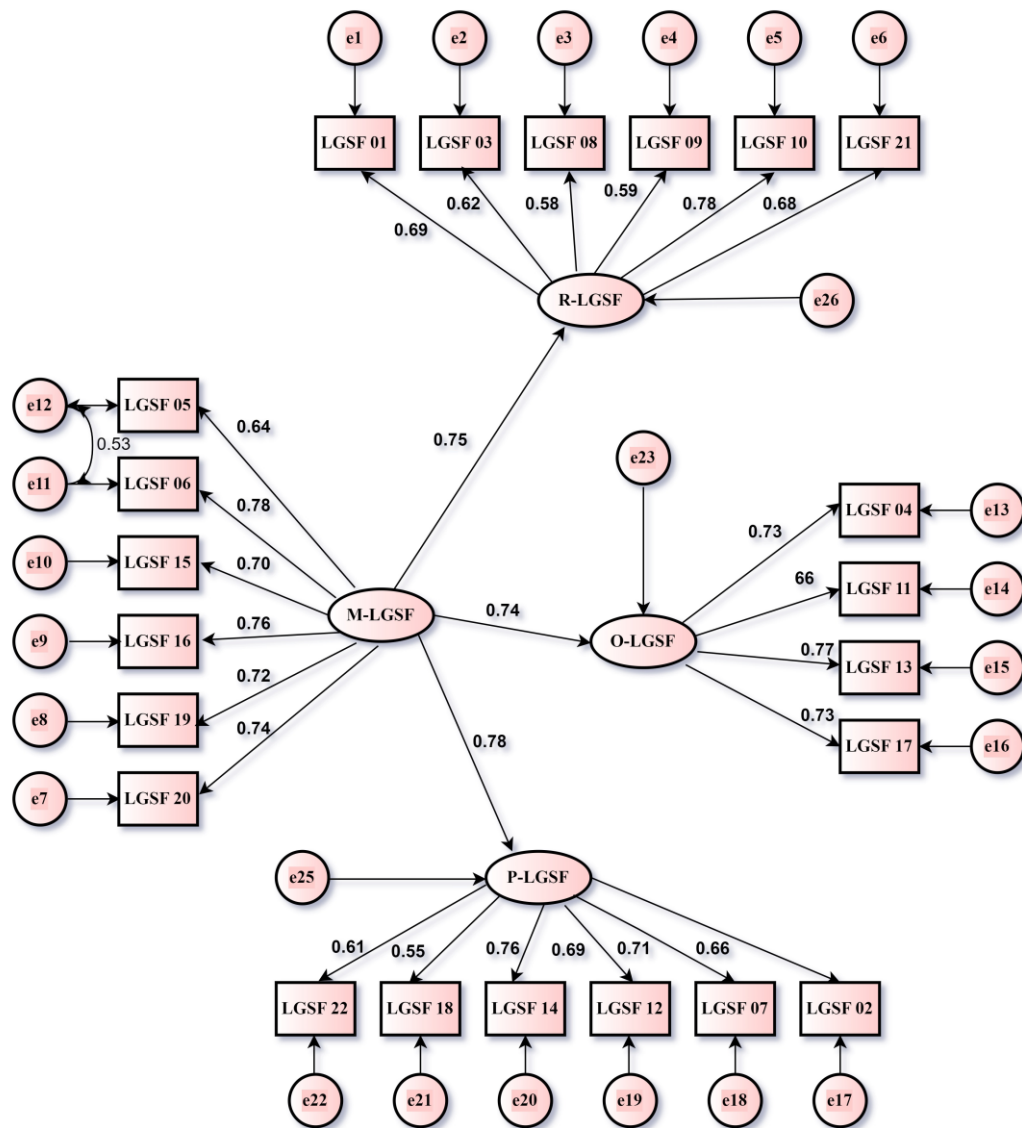 e1 e2 e3 e4 e5 e6
LGSF 01 LGSF 03 LGSF 08 LGSF 09 LGSF 10 LGSF 21
0.69 0.62 0.58 0.59 0.78 0.68
R-LGSF
e26
e12 LGSF 05
0.53
e11 LGSF 06
e10 LGSF 15
e9 LGSF 16
e8 LGSF 19
e7 LGSF 20
0.64
0.78
0.70
0.76
0.72
0.74
M-LGSF
0.75
0.74
0.78
e23
O-LGSF
0.73
66
0.77
0.73
LGSF 04 e13
LGSF 11 e14
LGSF 13 e15
LGSF 17 e16
e25
P-LGSF
0.61 0.55 0.76 0.69 0.71 0.66
LGSF 22 LGSF 18 LGSF 14 LGSF 12 LGSF 07 LGSF 02
e22 e21 e20 e19 e18 e17